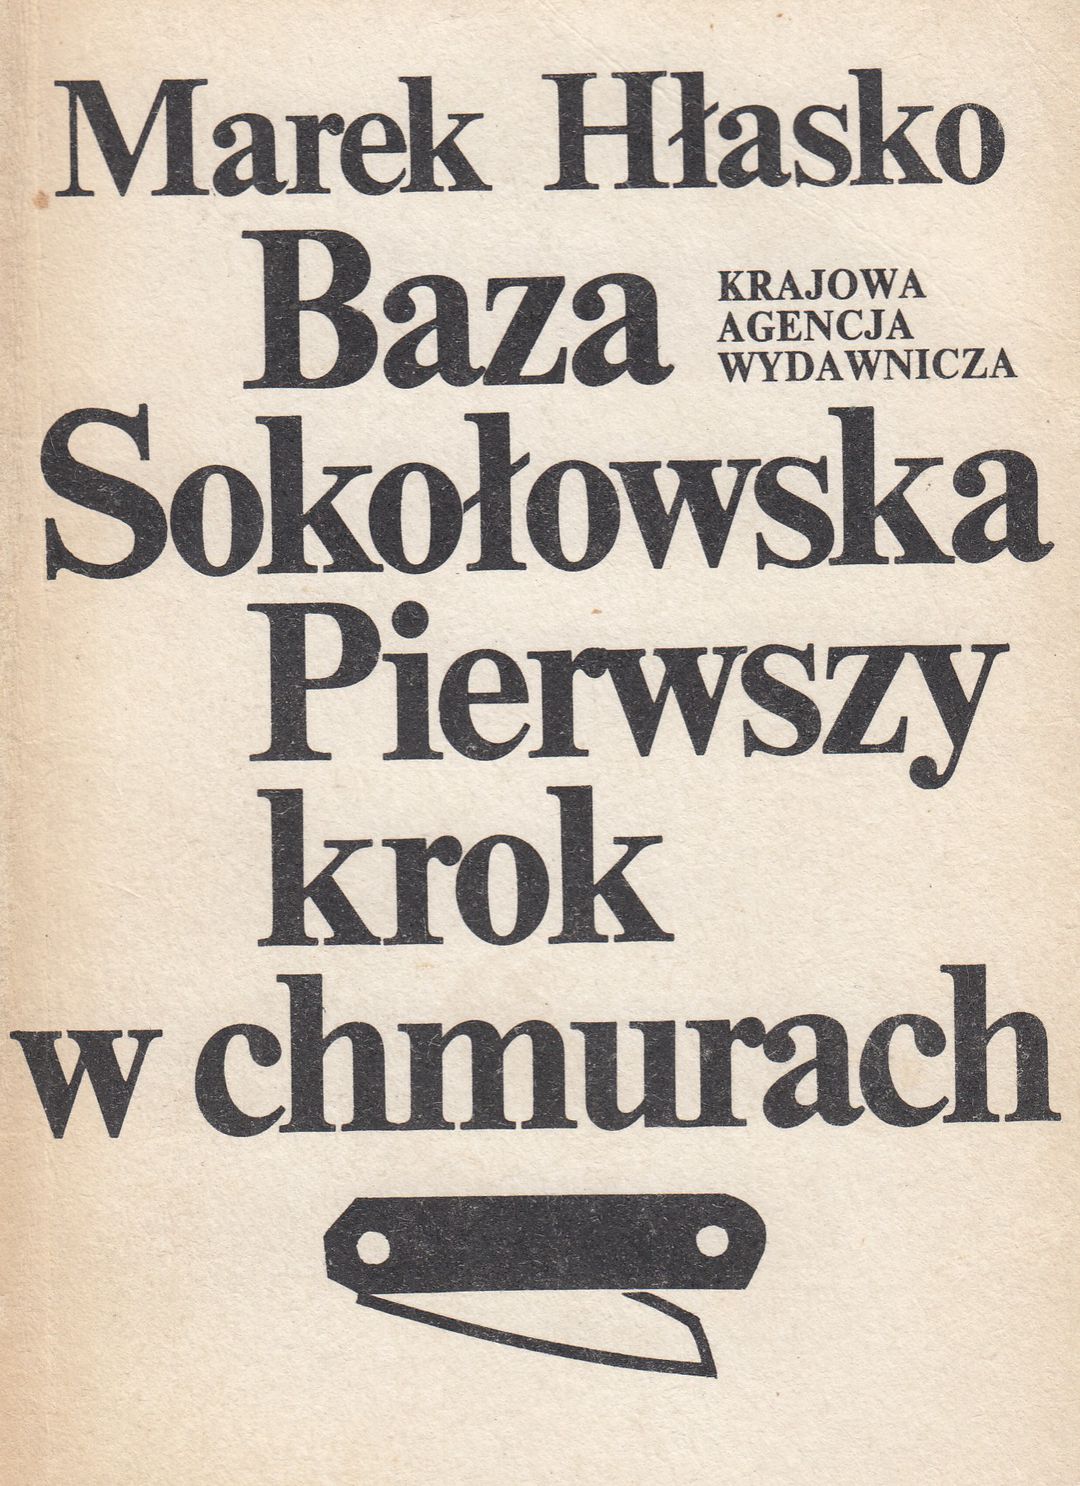 Marek Hłasko
Baza
KRAJOWA
AGENCJA
WYDAWNICZA
Sokołowska
Pierwszy
krok
w chmurach